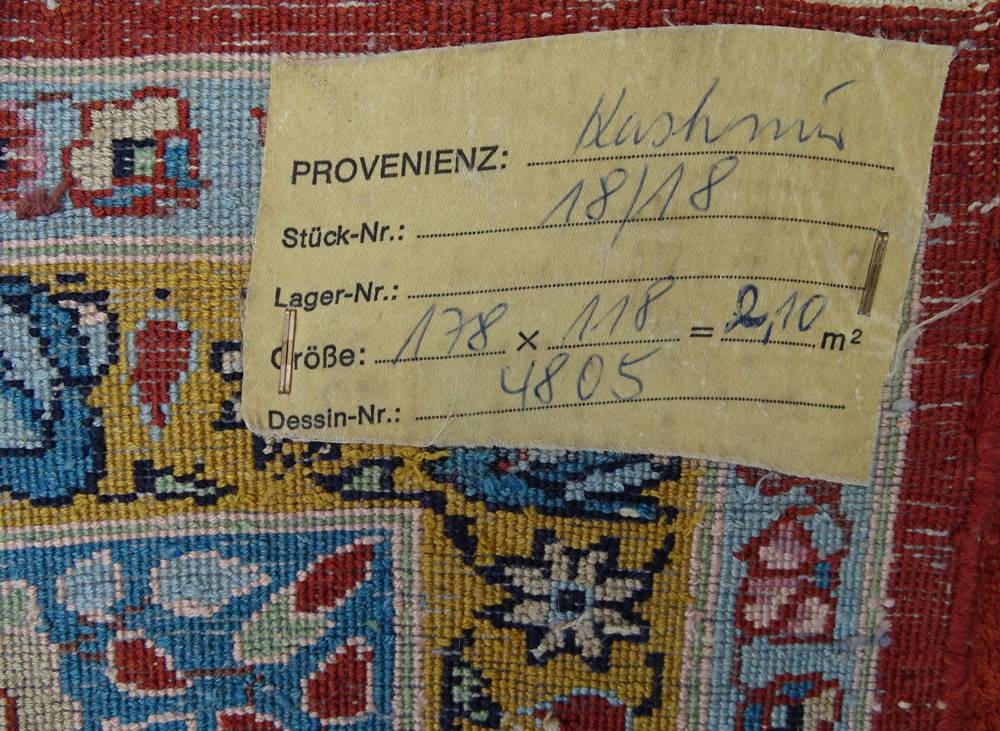 PROVENIENZ: Kashmir
Stück-Nr.: 18/18
Lager-Nr.:
Größe: 178 x 118 = 2,10 m²
Dessin-Nr.: 4805